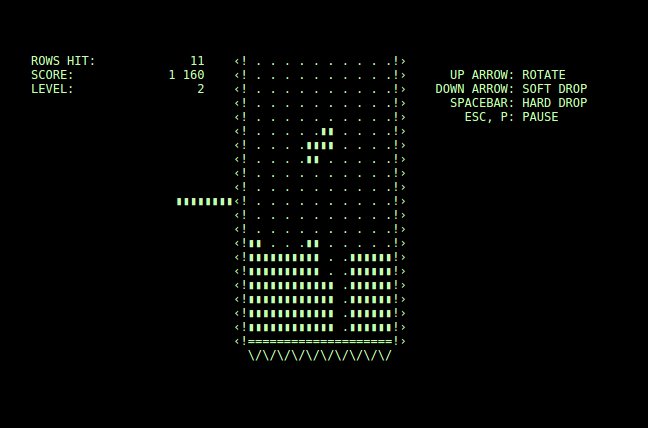 ROWS HIT: 11
SCORE: 1 160
LEVEL: 2
UP ARROW: ROTATE
DOWN ARROW: SOFT DROP
SPACEBAR: HARD DROP
ESC, P: PAUSE